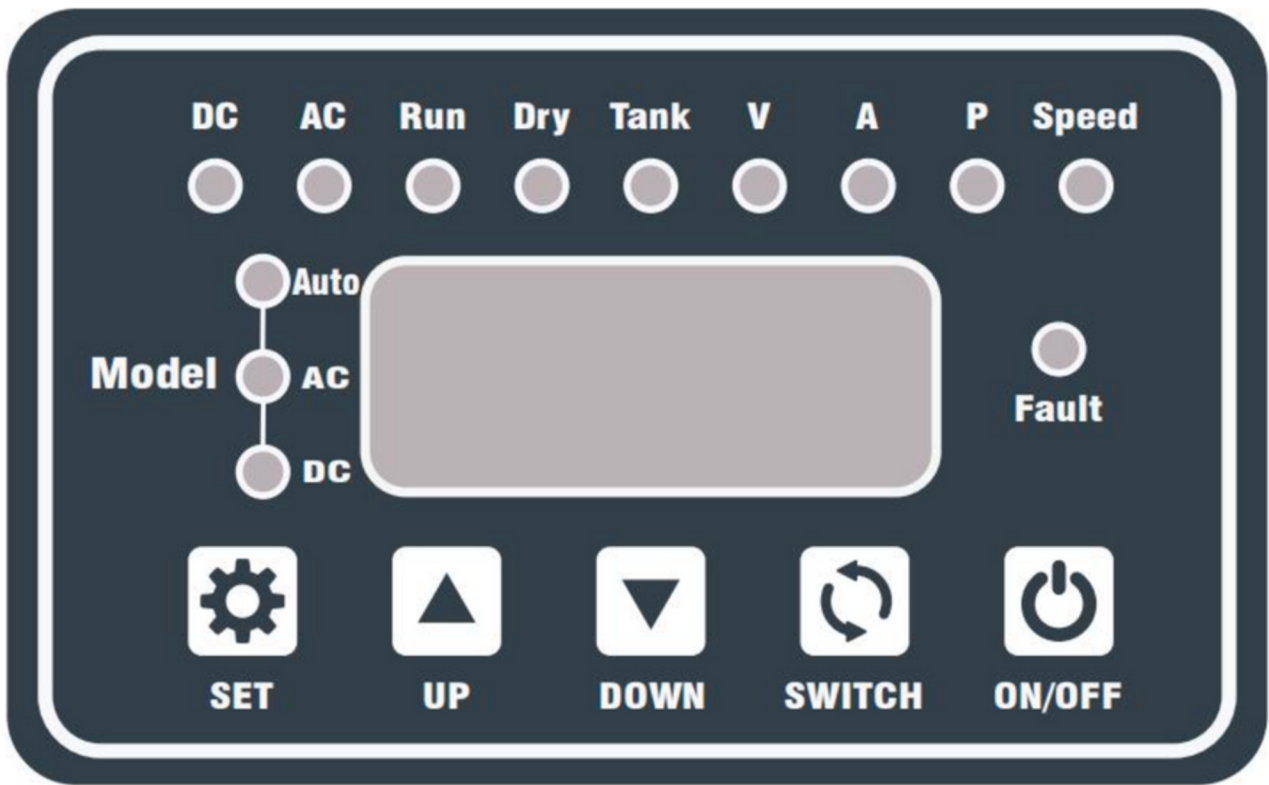 DC AC Run Dry Tank V A P Speed
Auto
Model AC
DC
Fault
SET UP DOWN SWITCH ON/OFF